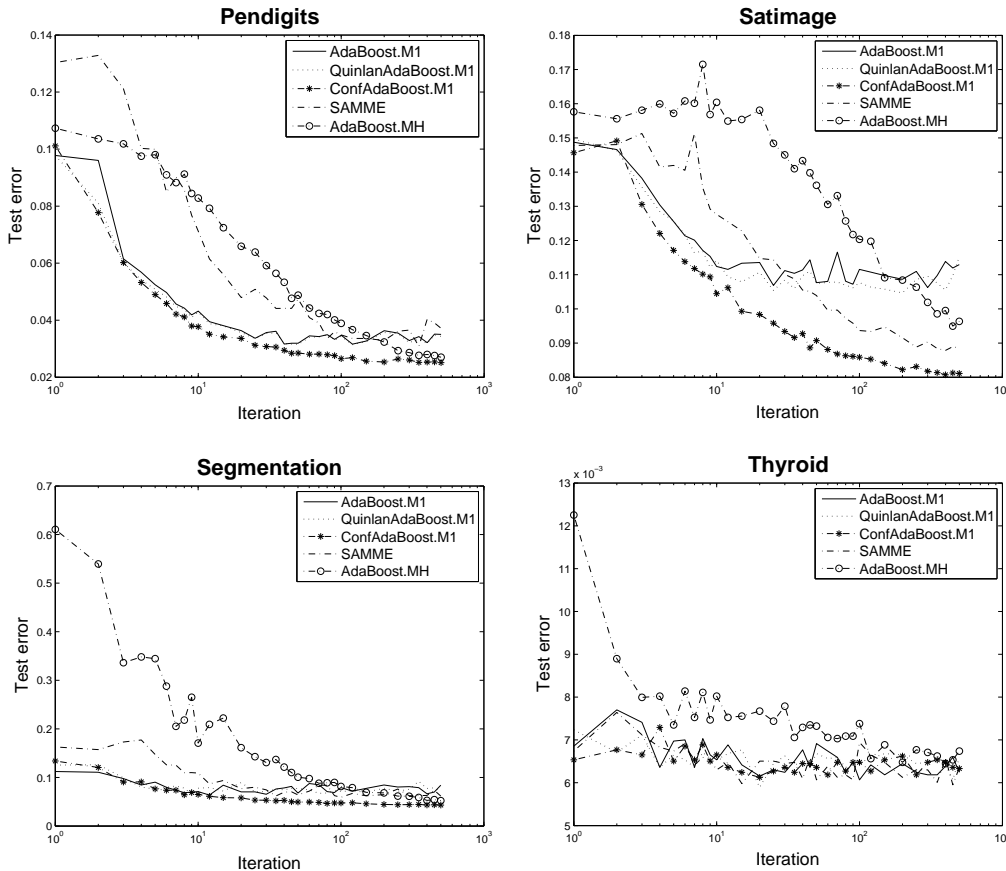 Pendigits
0.14
0.12
0.1
0.08
0.06
0.04
0.02
Test error
10^0
10^1
10^2
10^3
Iteration
AdaBoost.M1
QuinlanAdaBoost.M1
ConfAdaBoost.M1
SAMME
AdaBoost.MH
Satimage
0.18
0.17
0.16
0.15
0.14
0.13
0.12
0.11
0.1
0.09
0.08
Test error
10^0
10^1
10^2
10
Iteration
AdaBoost.M1
QuinlanAdaBoost.M1
ConfAdaBoost.M1
SAMME
AdaBoost.MH
Segmentation
0.7
0.6
0.5
0.4
0.3
0.2
0.1
0
Test error
10^0
10^1
10^2
10^3
Iteration
AdaBoost.M1
QuinlanAdaBoost.M1
ConfAdaBoost.M1
SAMME
AdaBoost.MH
Thyroid
x 10^-3
13
12
11
10
9
8
7
6
5
Test error
10^0
10^1
10^2
10
Iteration
AdaBoost.M1
QuinlanAdaBoost.M1
ConfAdaBoost.M1
SAMME
AdaBoost.MH